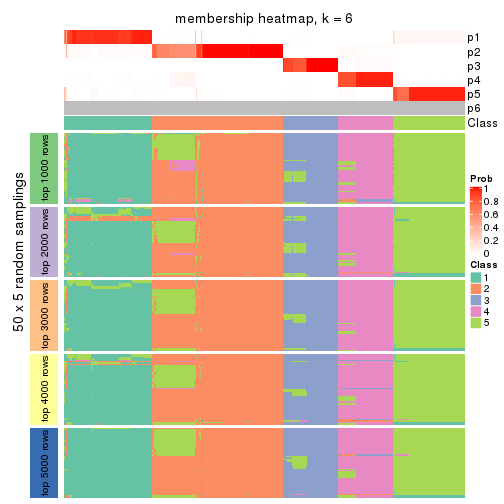 membership heatmap, k = 6
p1
p2
p3
p4
p5
p6
Class
50 x 5 random samplings
top 1000 rows
top 2000 rows
top 3000 rows
top 4000 rows
top 5000 rows
Prob
1
0.8
0.6
0.4
0.2
0
Class
1
2
3
4
5